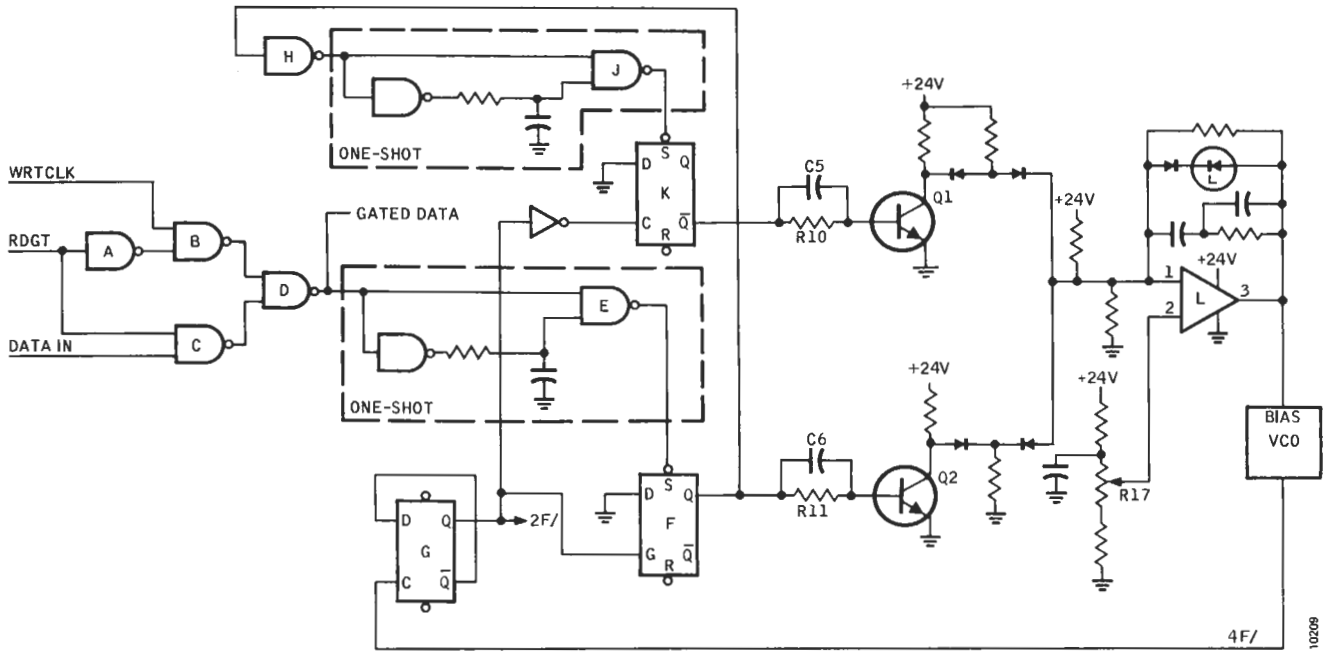 H
J
+24V
ONE-SHOT
D
S
Q
K
C
R
Q̅
C5
R10
Q1
L
WRTCLK
RDGT
A
B
GATED DATA
D
C
DATA IN
E
ONE-SHOT
+24V
+24V
1
2
L
3
+24V
+24V
BIAS
VCO
C6
R11
Q2
R17
D
S
Q
F
G
R
Q̅
D
Q
G
C
Q̅
2F/
4F/
10209